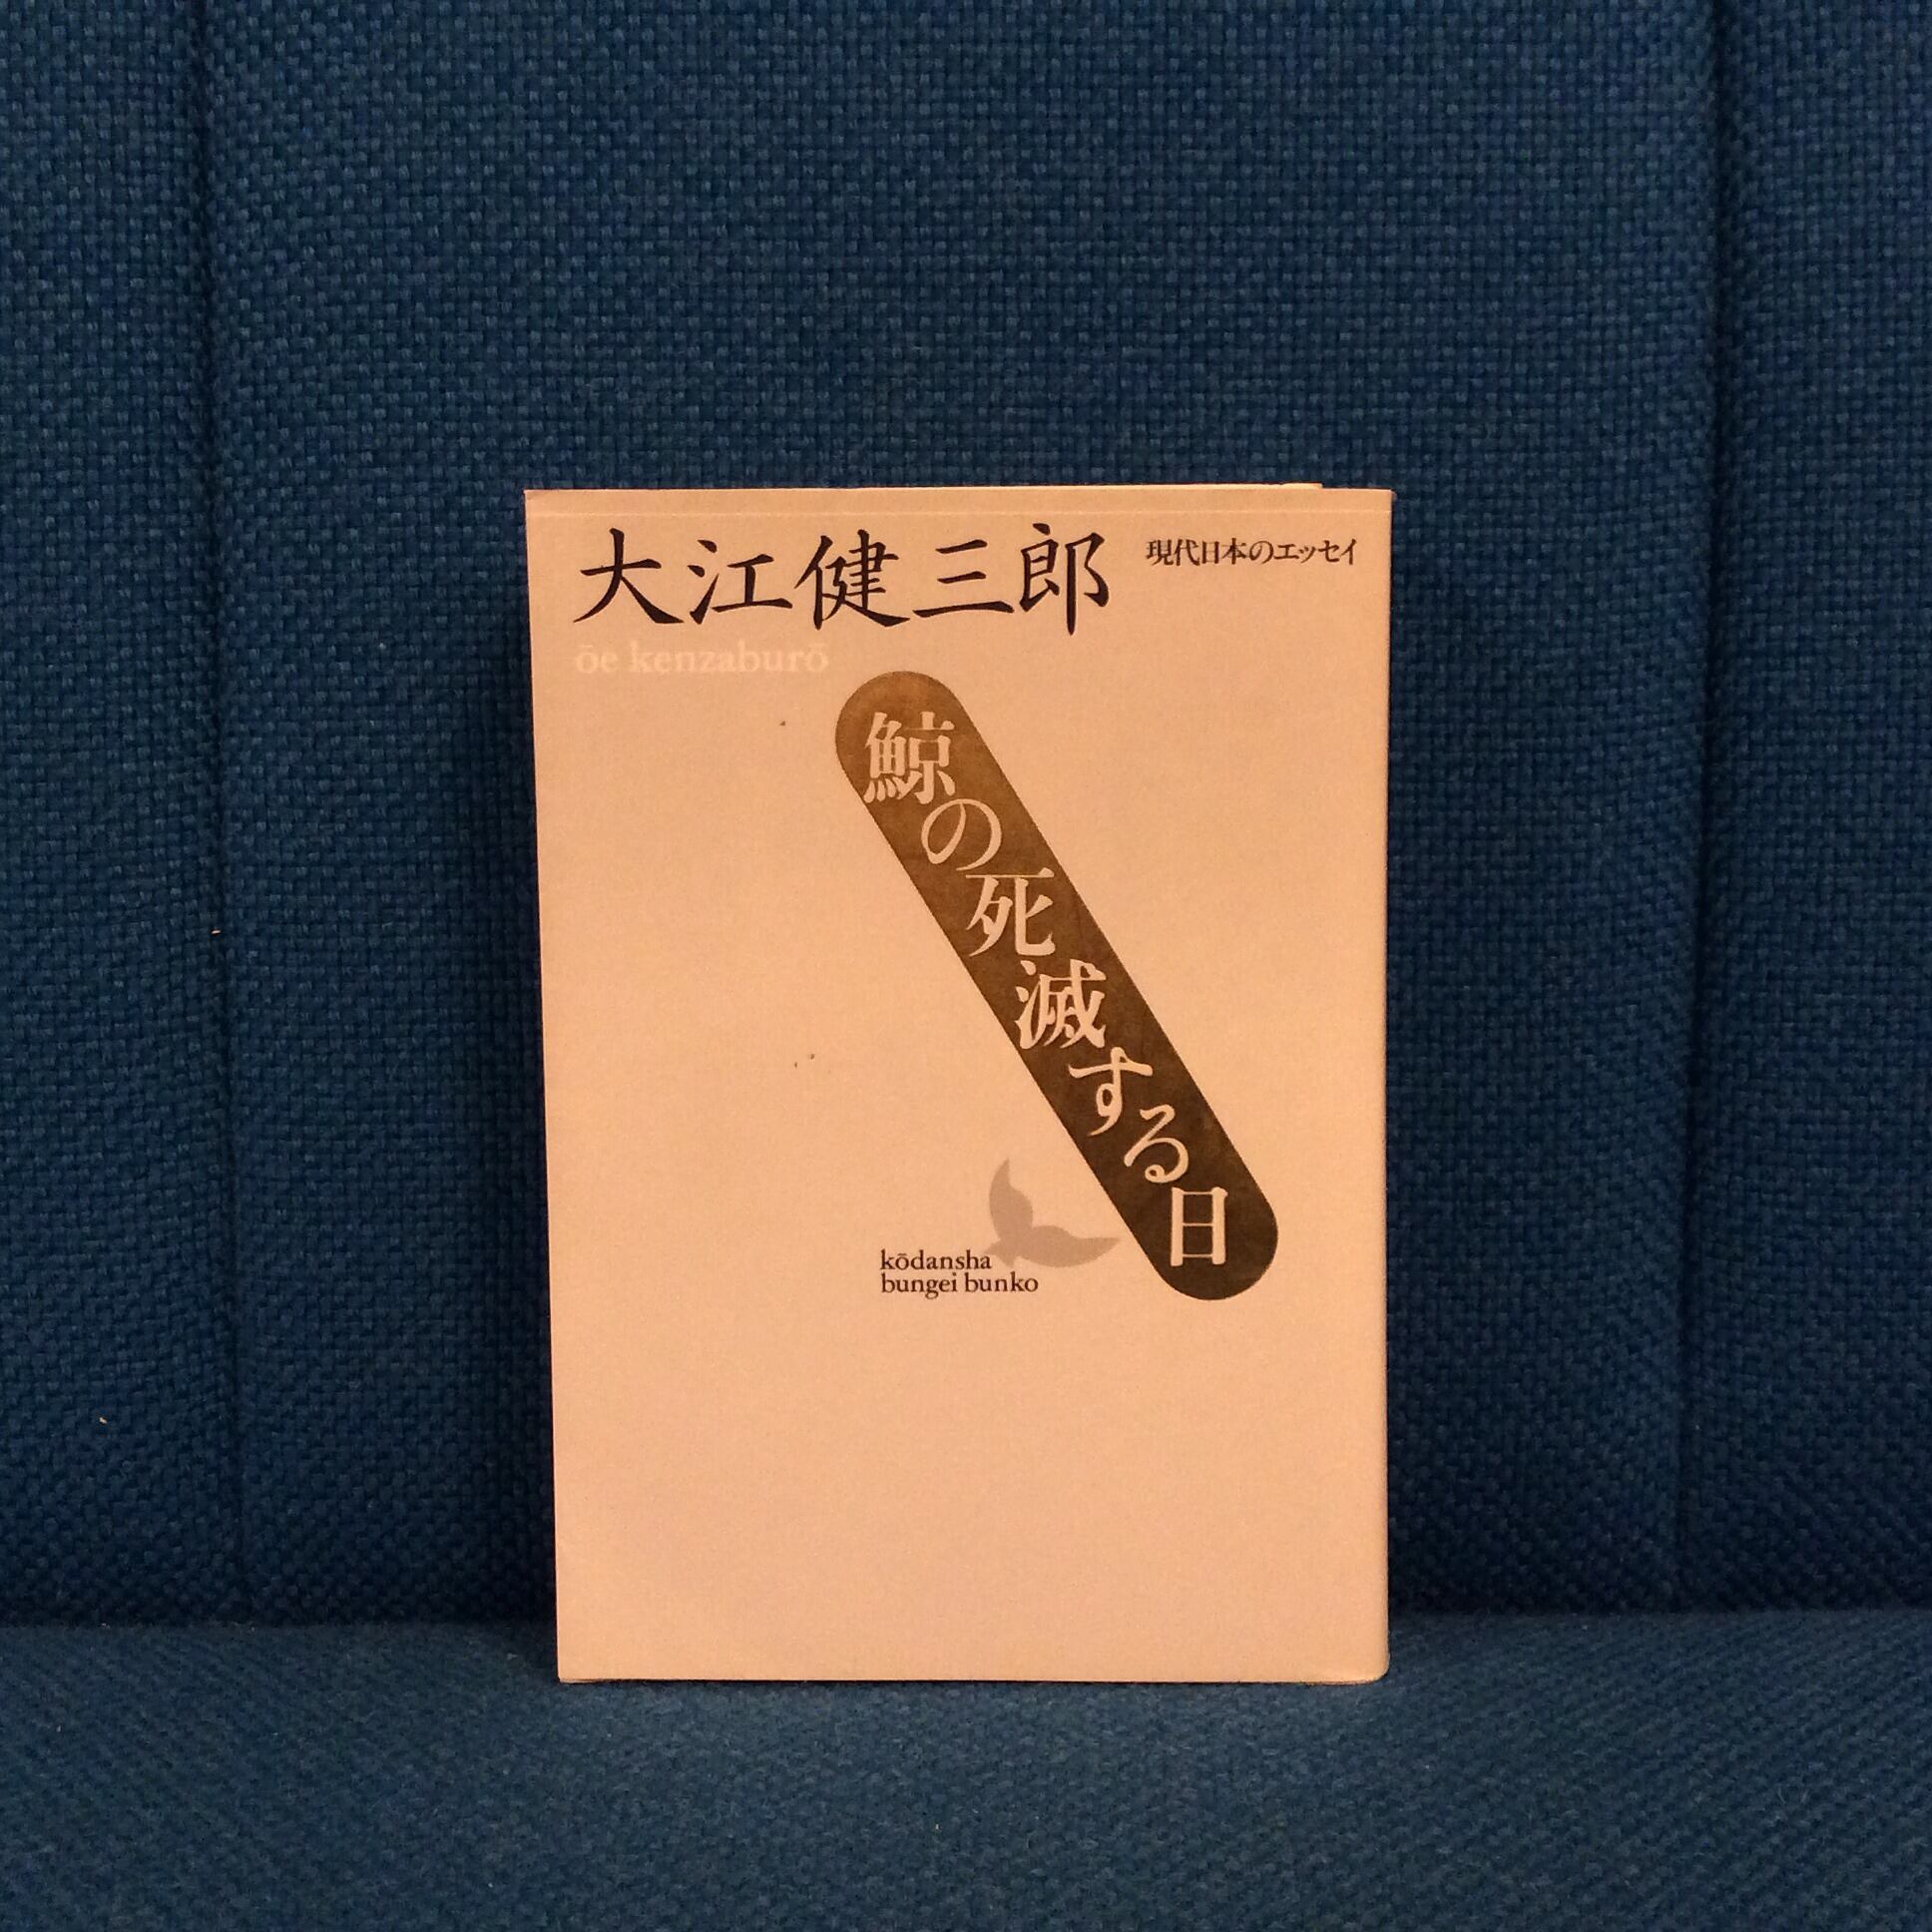 大江健三郎
現代日本のエッセイ
ōe kenzaburō
鯨の死滅する日
kōdansha
bungei bunko